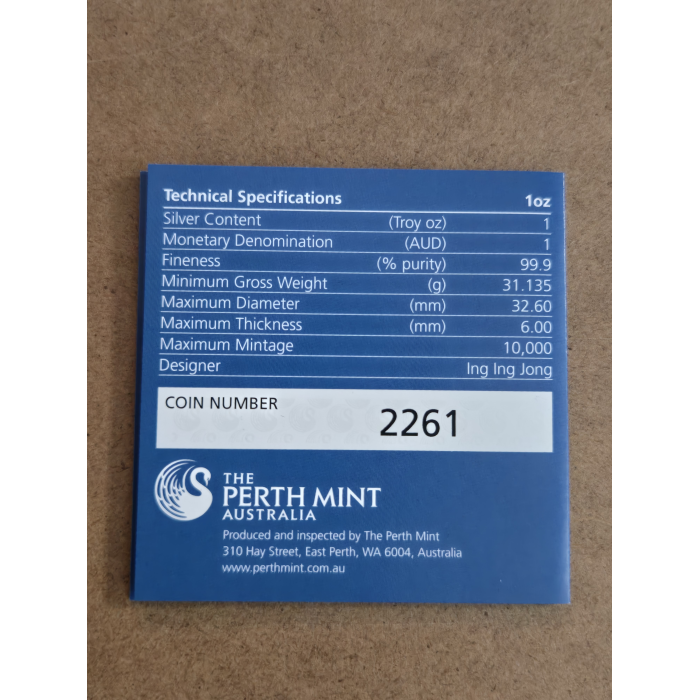 Technical Specifications 1oz
Silver Content (Troy oz) 1
Monetary Denomination (AUD) 1
Fineness (% purity) 99.9
Minimum Gross Weight (g) 31.135
Maximum Diameter (mm) 32.60
Maximum Thickness (mm) 6.00
Maximum Mintage 10,000
Designer Ing Ing Jong
COIN NUMBER 2261
THE
PERTH MINT
AUSTRALIA
Produced and inspected by The Perth Mint
310 Hay Street, East Perth, WA 6004, Australia
www.perthmint.com.au